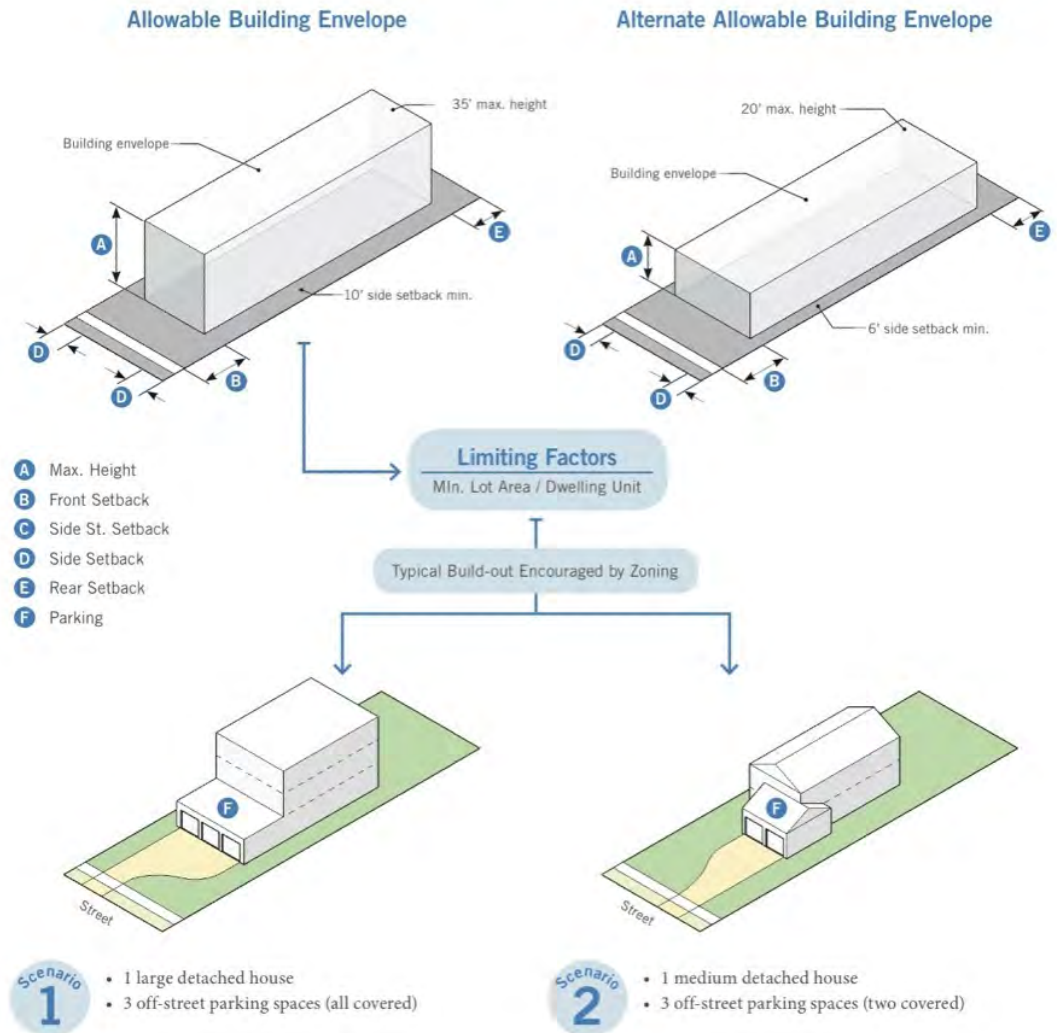 Allowable Building Envelope
Alternate Allowable Building Envelope
35' max. height
Building envelope
A
E
10' side setback min.
D
B
D
20' max. height
Building envelope
A
E
6' side setback min.
D
B
D
A Max. Height
B Front Setback
C Side St. Setback
D Side Setback
E Rear Setback
F Parking
Limiting Factors
MIn. Lot Area / Dwelling Unit
Typical Build-out Encouraged by Zoning
F
Street
F
Street
Scenario
1
• 1 large detached house
• 3 off-street parking spaces (all covered)
Scenario
2
• 1 medium detached house
• 3 off-street parking spaces (two covered)